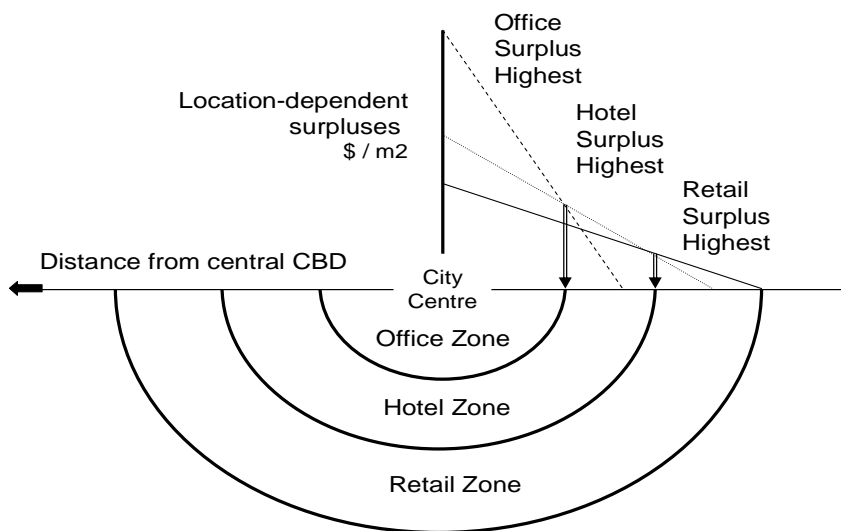 Office
Surplus
Highest
Location-dependent
surpluses
$ / m2
Hotel
Surplus
Highest
Retail
Surplus
Highest
Distance from central CBD
City
Centre
Office Zone
Hotel Zone
Retail Zone